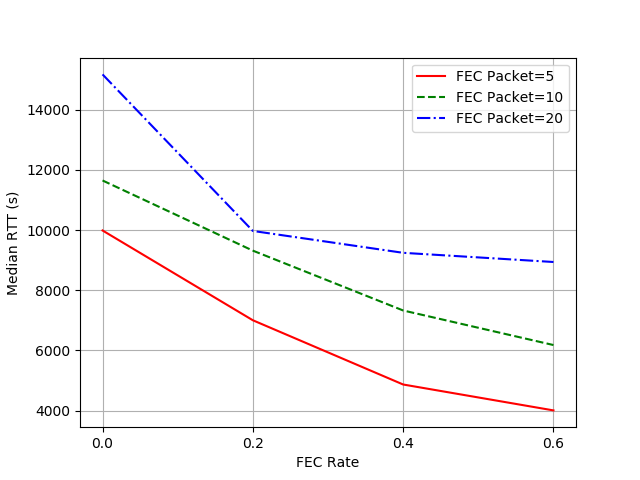 FEC Packet=5
FEC Packet=10
FEC Packet=20
14000
12000
10000
8000
6000
4000
Median RTT (s)
0.0 0.2 0.4 0.6
FEC Rate